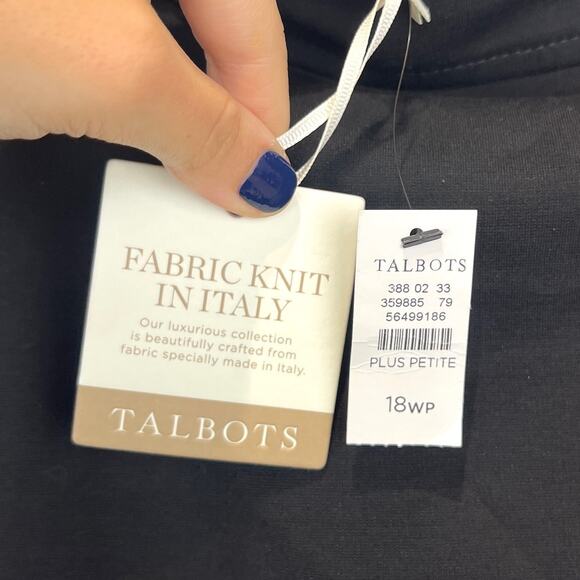 FABRIC KNIT
IN ITALY
Our luxurious collection
is beautifully crafted from
fabric specially made in Italy.
TALBOTS
TALBOTS
388 02 33
359885 79
56499186
PLUS PETITE
18WP